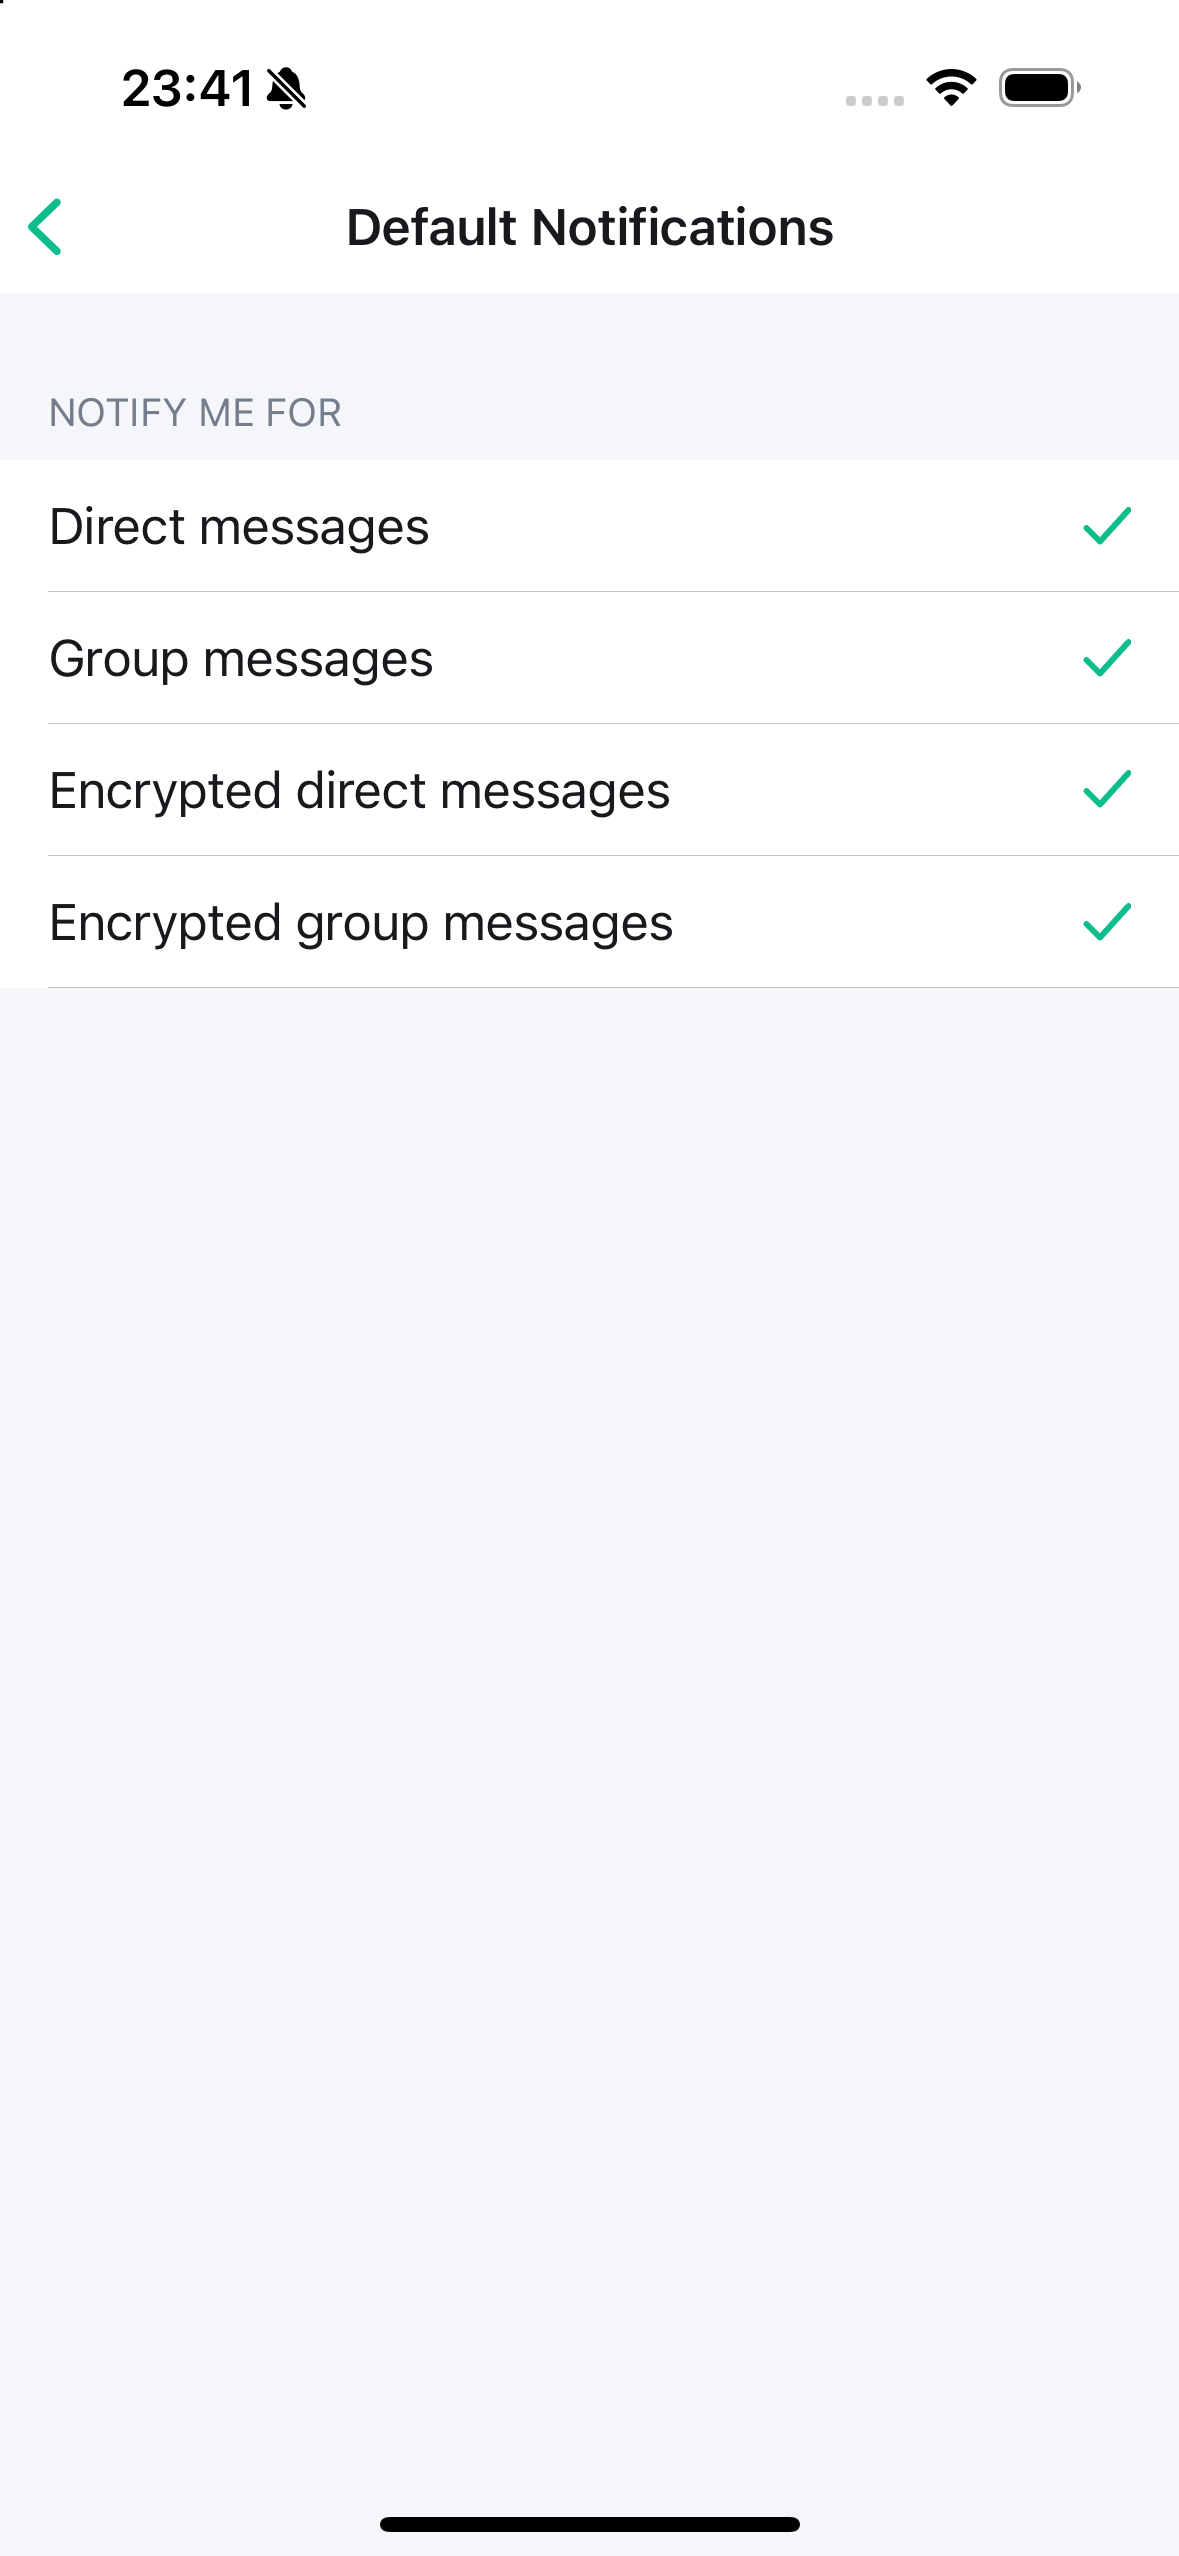 23:41
Default Notifications
NOTIFY ME FOR
Direct messages
Group messages
Encrypted direct messages
Encrypted group messages